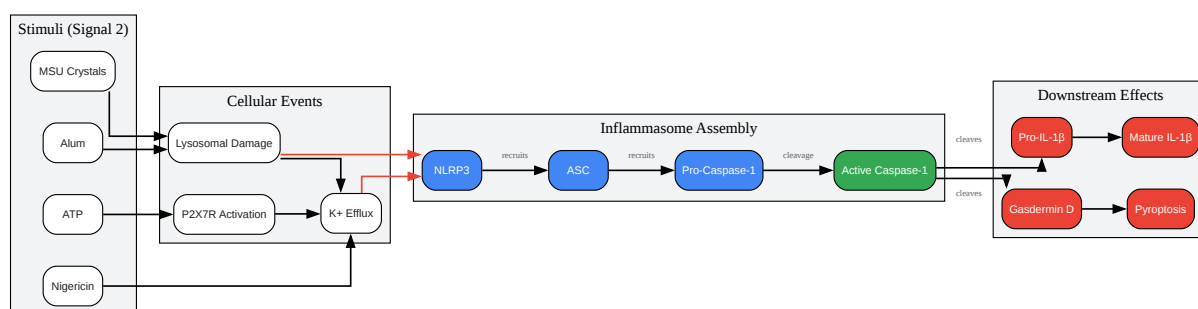 Stimuli (Signal 2)
MSU Crystals
Alum
ATP
Nigericin
Cellular Events
Lysosomal Damage
P2X7R Activation
K+ Efflux
Inflammasome Assembly
NLRP3
recruits
ASC
recruits
Pro-Caspase-1
cleavage
Active Caspase-1
cleaves
cleaves
Downstream Effects
Pro-IL-1β
Mature IL-1β
Gasdermin D
Pyroptosis